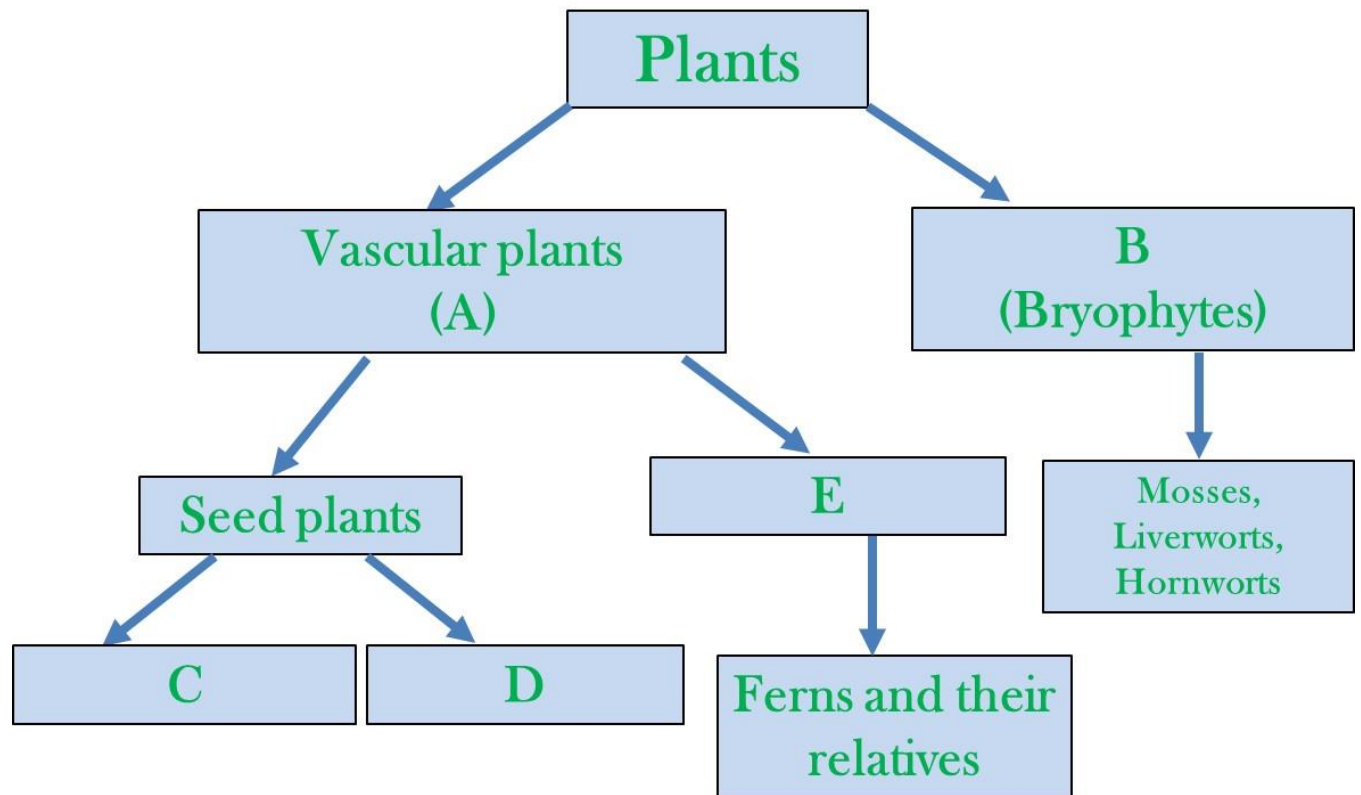 Plants
Vascular plants
(A)
B
(Bryophytes)
Seed plants
E
Mosses,
Liverworts,
Hornworts
C
D
Ferns and their
relatives